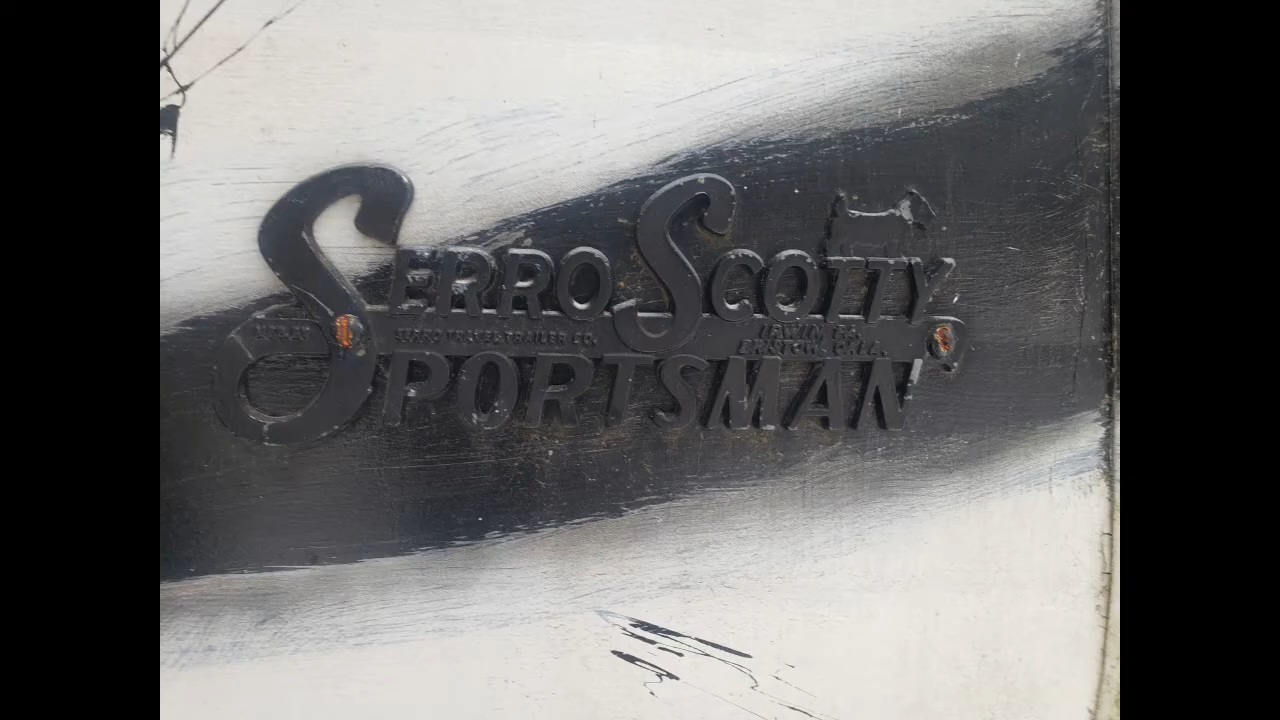 SERRO SCOTTY
SERRO TRAVEL TRAILER CO.
IRWIN, PA.
BRISTOW, OKLA.
SPORTSMAN